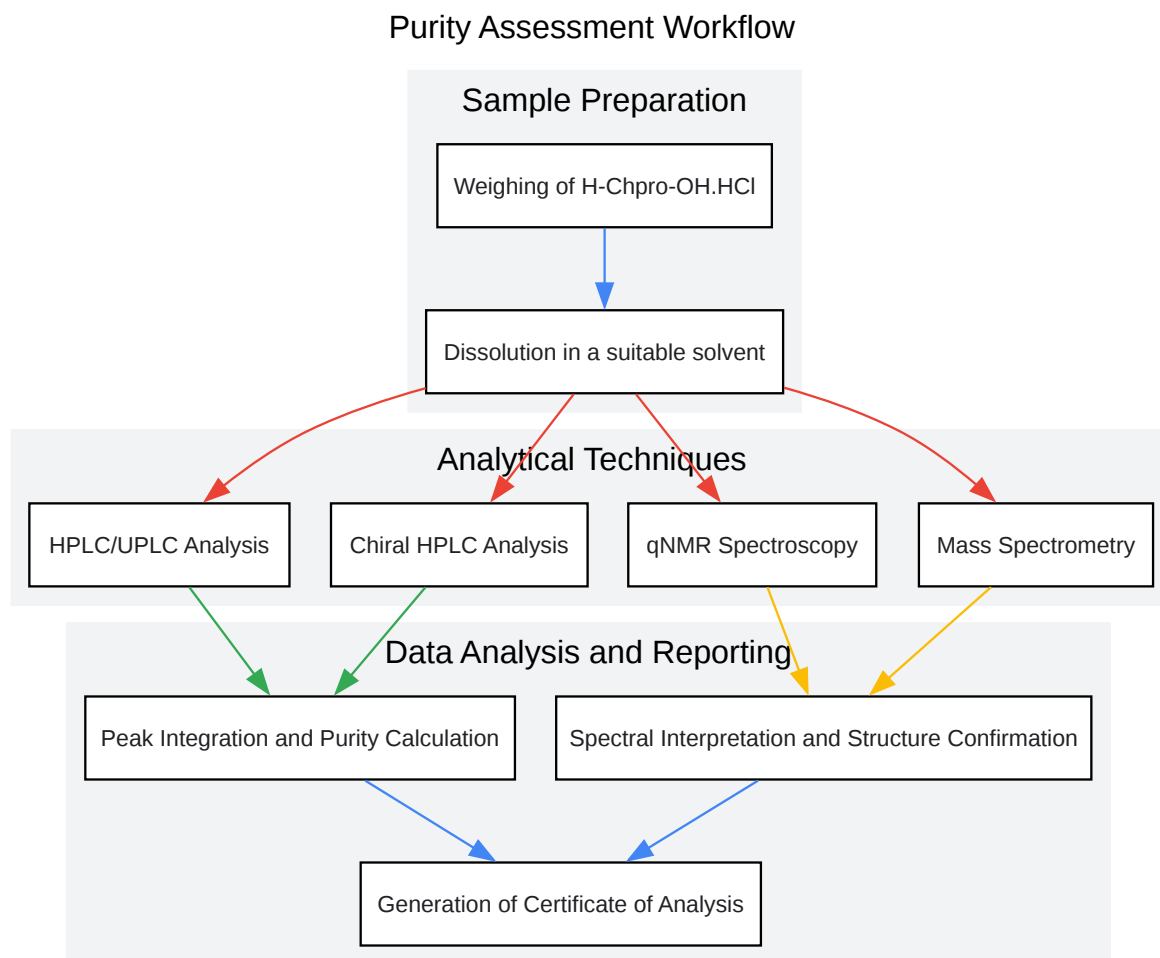 Purity Assessment Workflow
Sample Preparation
Weighing of H-Chpro-OH.HCl
Dissolution in a suitable solvent
Analytical Techniques
HPLC/UPLC Analysis
Chiral HPLC Analysis
qNMR Spectroscopy
Mass Spectrometry
Data Analysis and Reporting
Peak Integration and Purity Calculation
Spectral Interpretation and Structure Confirmation
Generation of Certificate of Analysis